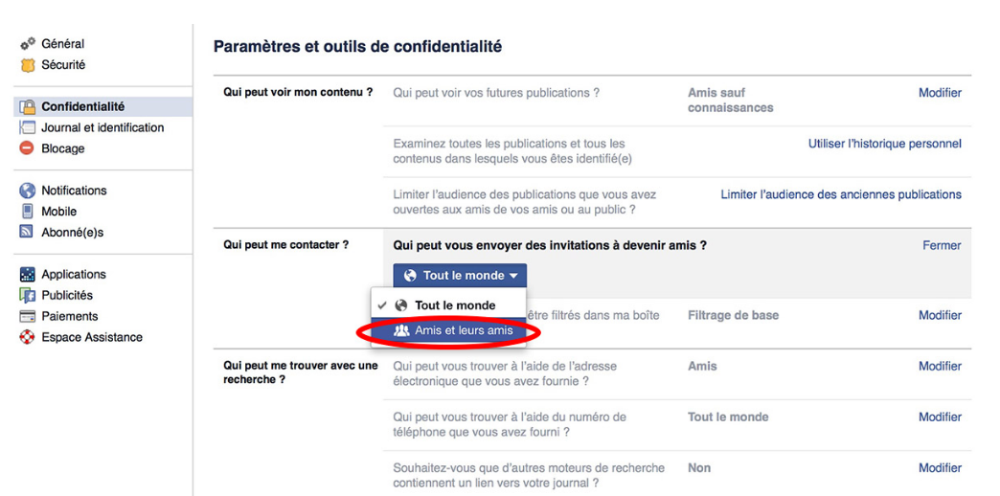 Général
Sécurité
Confidentialité
Journal et identification
Blocage
Notifications
Mobile
Abonné(e)s
Applications
Publicités
Paiements
Espace Assistance
Paramètres et outils de confidentialité
Qui peut voir mon contenu ?
Qui peut voir vos futures publications ?
Amis sauf
connaissances
Modifier
Examinez toutes les publications et tous les
contenus dans lesquels vous êtes identifié(e)
Utiliser l'historique personnel
Limiter l'audience des publications que vous avez
ouvertes aux amis de vos amis ou au public ?
Limiter l'audience des anciennes publications
Qui peut me contacter ?
Qui peut vous envoyer des invitations à devenir amis ?
Fermer
Tout le monde
Tout le monde
Amis et leurs amis
être filtrés dans ma boîte
Filtrage de base
Modifier
Qui peut me trouver avec une
recherche ?
Qui peut vous trouver à l'aide de l'adresse
électronique que vous avez fournie ?
Amis
Modifier
Qui peut vous trouver à l'aide du numéro de
téléphone que vous avez fourni ?
Tout le monde
Modifier
Souhaitez-vous que d'autres moteurs de recherche
contiennent un lien vers votre journal ?
Non
Modifier